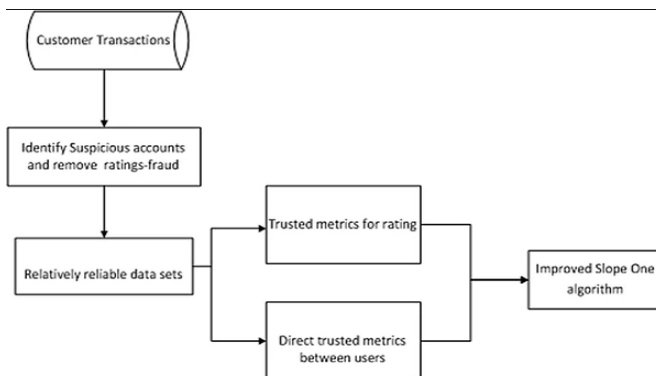 Customer Transactions
Identify Suspicious accounts
and remove ratings-fraud
Relatively reliable data sets
Trusted metrics for rating
Direct trusted metrics
between users
Improved Slope One
algorithm